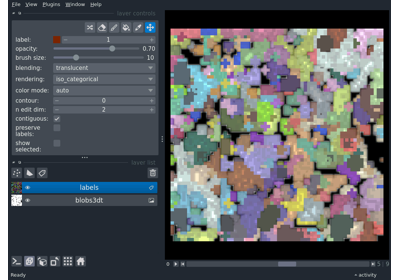 File View Plugins Window Help
layer controls
label: 1
opacity: 0.70
brush size: 10
blending: translucent
rendering: iso_categorical
color mode: auto
contour: 0
n edit dim: 2
contiguous:
preserve
labels:
show
selected:
layer list
labels
blobs3dt
activity